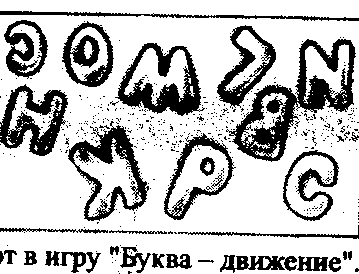 Ɔ О М N
Н В
Р С
от в игру "Буква – движение"